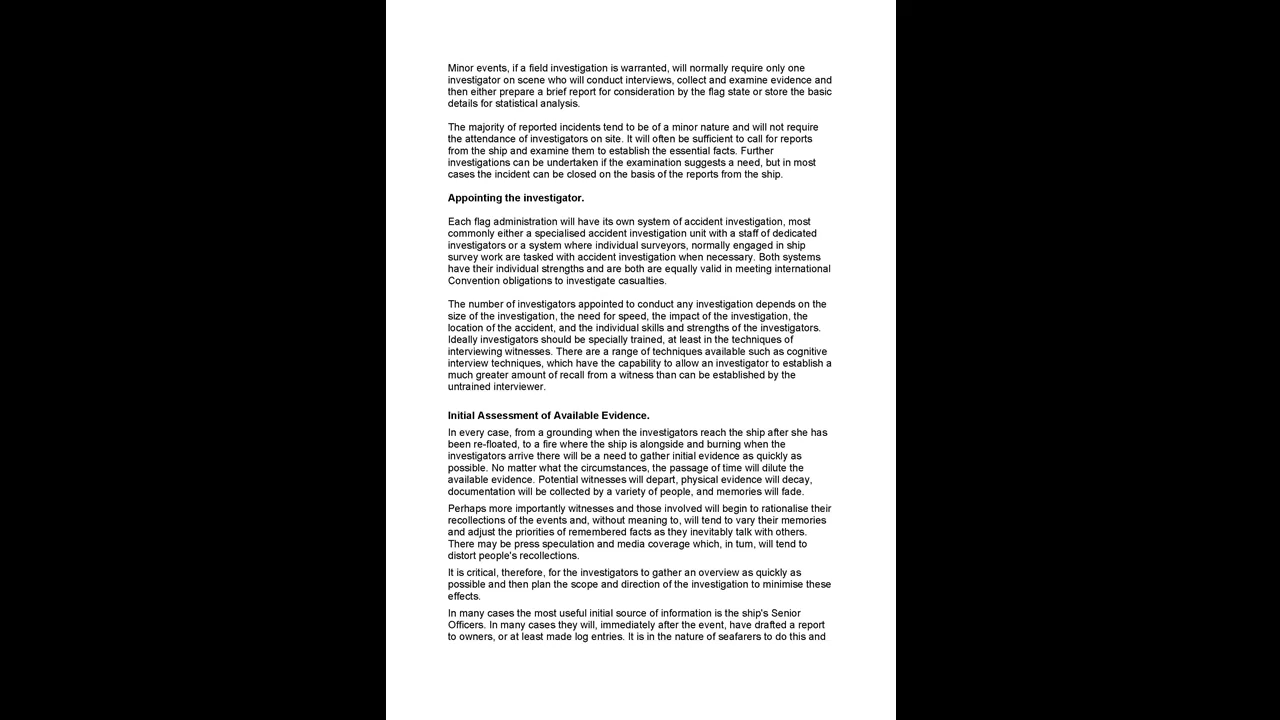 Minor events, if a field investigation is warranted, will normally require only one
investigator on scene who will conduct interviews, collect and examine evidence and
then either prepare a brief report for consideration by the flag state or store the basic
details for statistical analysis.
The majority of reported incidents tend to be of a minor nature and will not require
the attendance of investigators on site. It will often be sufficient to call for reports
from the ship and examine them to establish the essential facts. Further
investigations can be undertaken if the examination suggests a need, but in most
cases the incident can be closed on the basis of the reports from the ship.
Appointing the investigator.
Each flag administration will have its own system of accident investigation, most
commonly either a specialised accident investigation unit with a staff of dedicated
investigators or a system where individual surveyors, normally engaged in ship
survey work are tasked with accident investigation when necessary. Both systems
have their individual strengths and are both are equally valid in meeting international
Convention obligations to investigate casualties.
The number of investigators appointed to conduct any investigation depends on the
size of the investigation, the need for speed, the impact of the investigation, the
location of the accident, and the individual skills and strengths of the investigators.
Ideally investigators should be specially trained, at least in the techniques of
interviewing witnesses. There are a range of techniques available such as cognitive
interview techniques, which have the capability to allow an investigator to establish a
much greater amount of recall from a witness than can be established by the
untrained interviewer.
Initial Assessment of Available Evidence.
In every case, from a grounding when the investigators reach the ship after she has
been re-floated, to a fire where the ship is alongside and burning when the
investigators arrive there will be a need to gather initial evidence as quickly as
possible. No matter what the circumstances, the passage of time will dilute the
available evidence. Potential witnesses will depart, physical evidence will decay,
documentation will be collected by a variety of people, and memories will fade.
Perhaps more importantly witnesses and those involved will begin to rationalise their
recollections of the events and, without meaning to, will tend to vary their memories
and adjust the priorities of remembered facts as they inevitably talk with others.
There may be press speculation and media coverage which, in turn, will tend to
distort people's recollections.
It is critical, therefore, for the investigators to gather an overview as quickly as
possible and then plan the scope and direction of the investigation to minimise these
effects.
In many cases the most useful initial source of information is the ship's Senior
Officers. In many cases they will, immediately after the event, have drafted a report
to owners, or at least made log entries. It is in the nature of seafarers to do this and